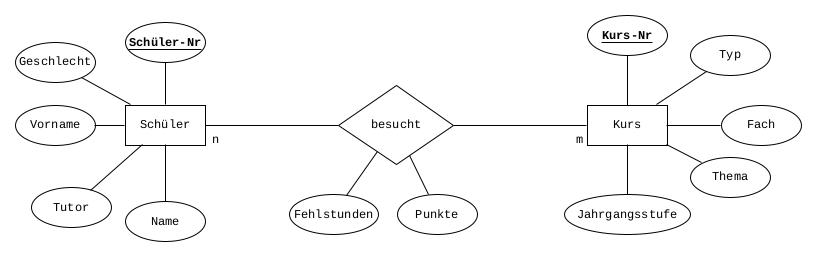 Schüler-Nr
Kurs-Nr
Geschlecht
Typ
Vorname
Schüler
n
besucht
m
Kurs
Fach
Thema
Tutor
Name
Fehlstunden
Punkte
Jahrgangsstufe